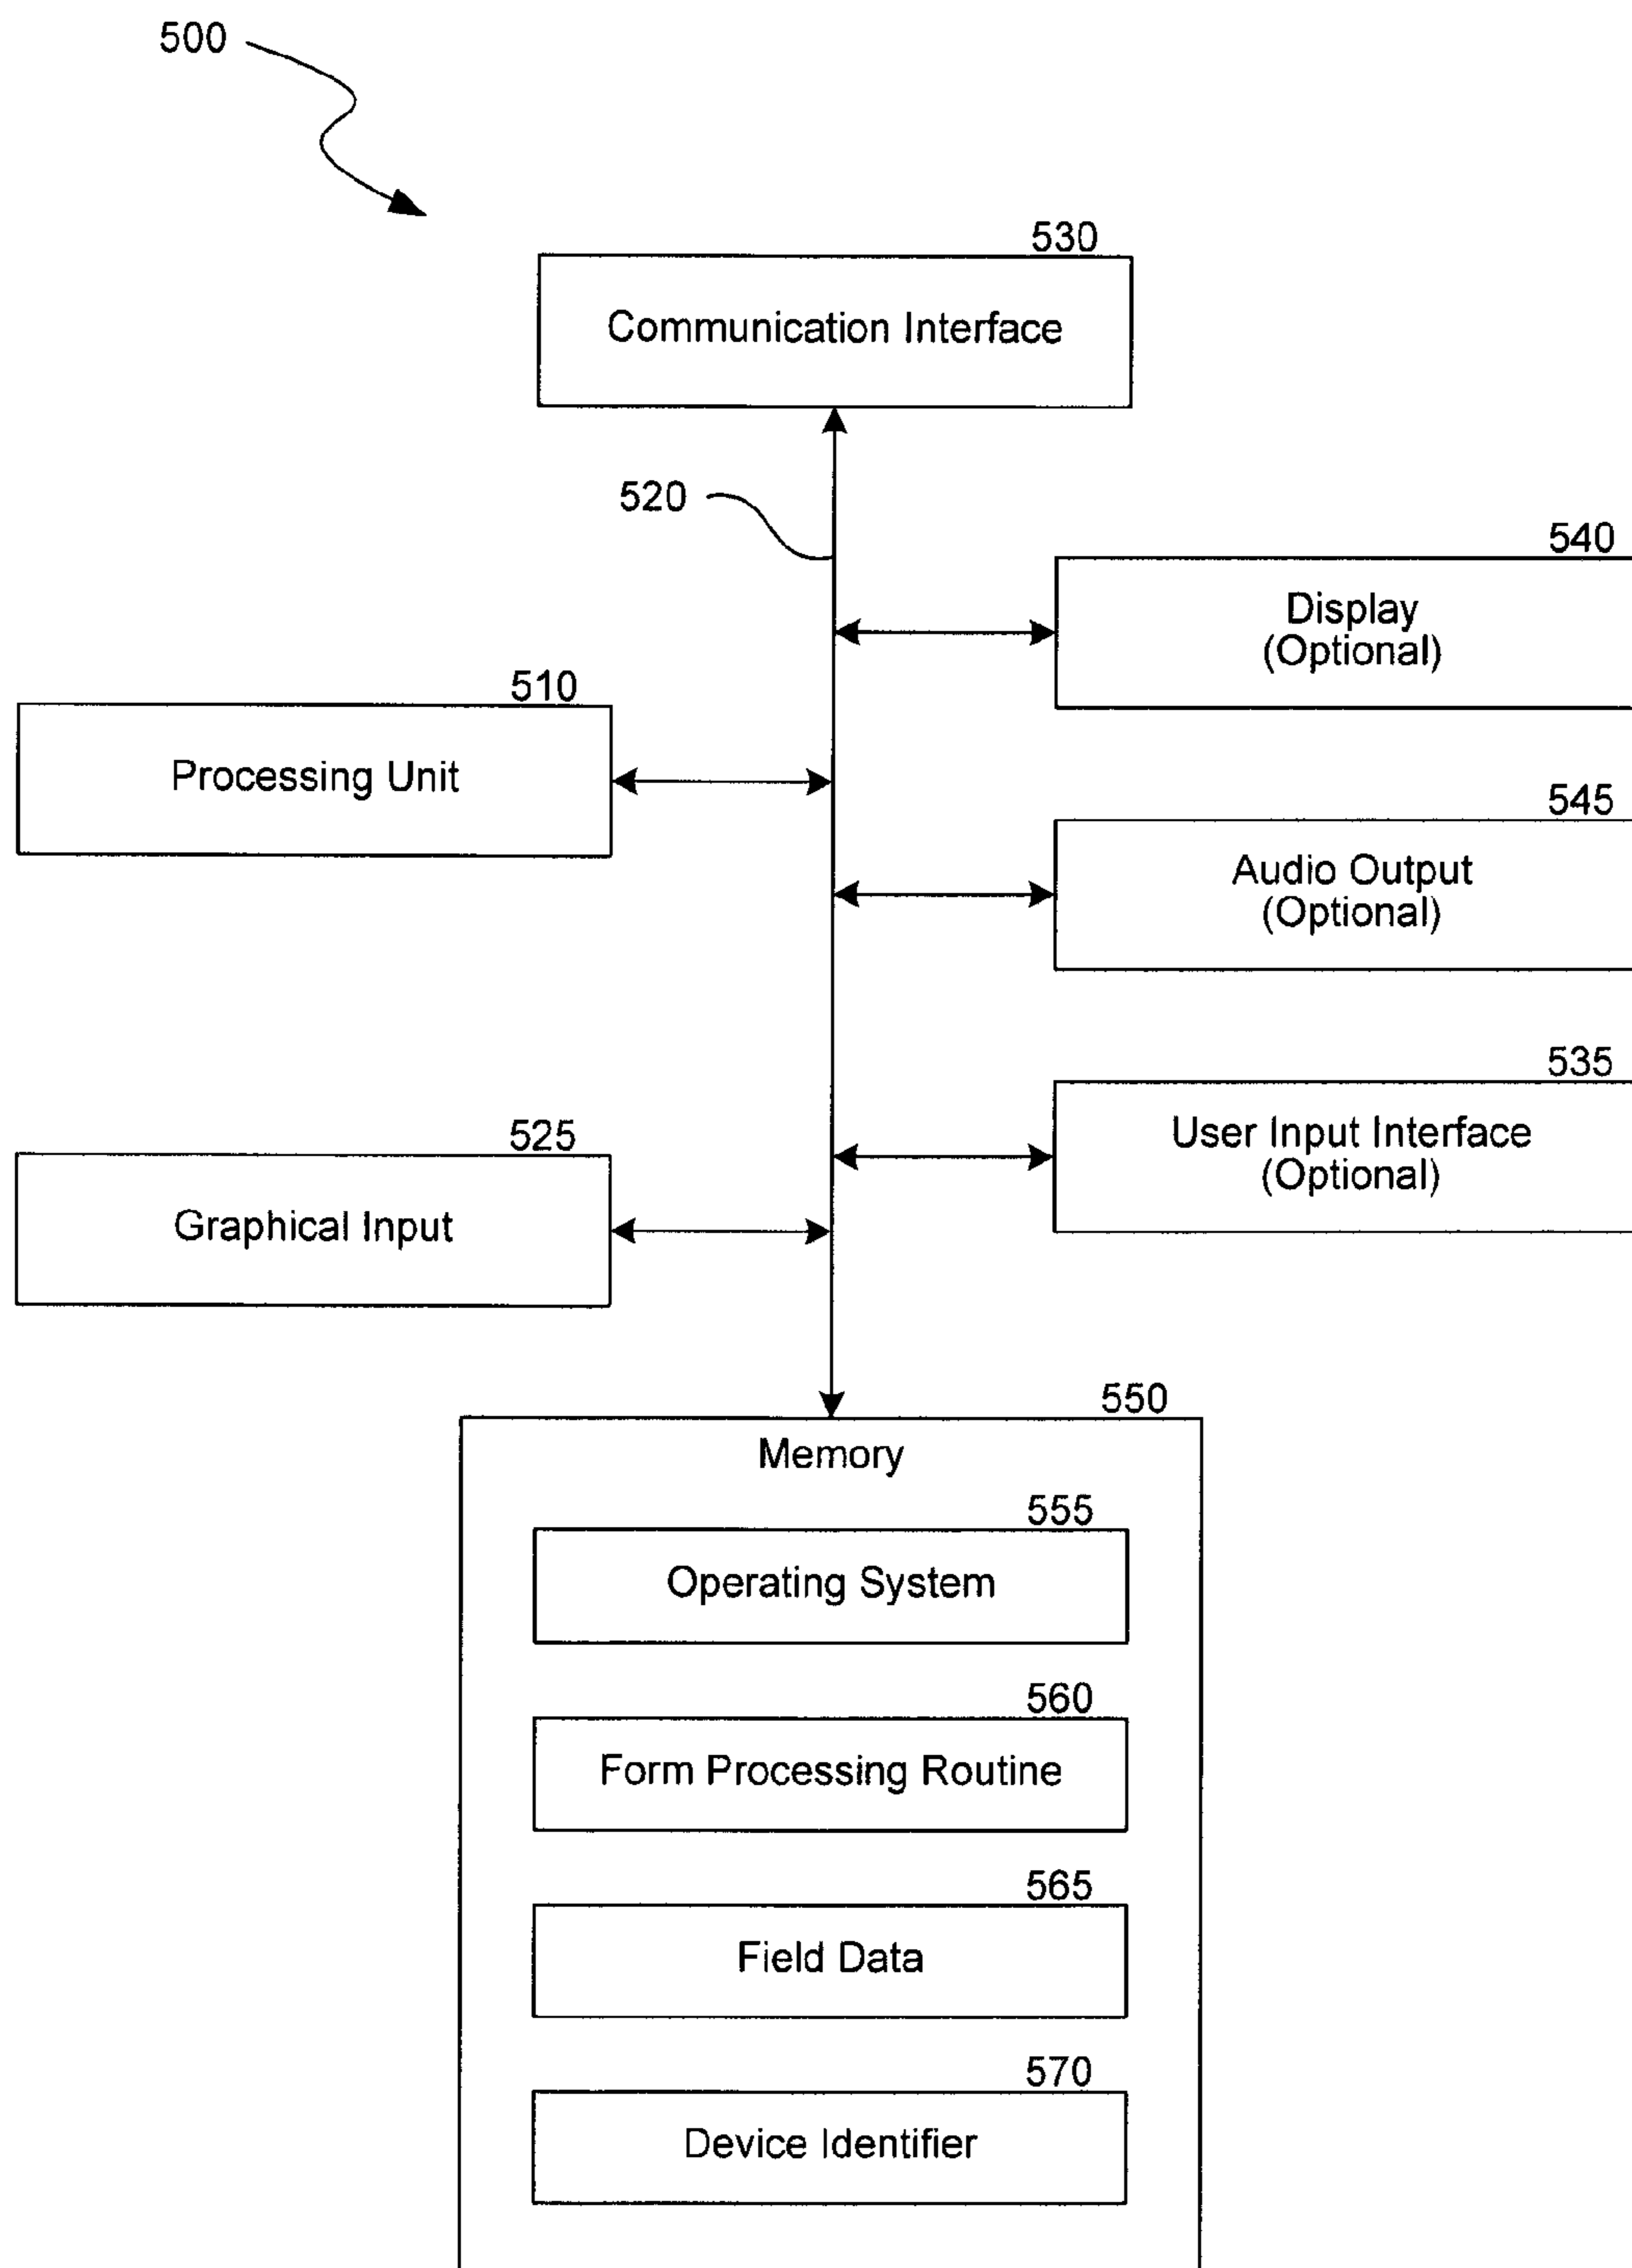 500
530
Communication Interface
520
540
Display
(Optional)
510
Processing Unit
545
Audio Output
(Optional)
535
User Input Interface
(Optional)
525
Graphical Input
550
Memory
555
Operating System
560
Form Processing Routine
565
Field Data
570
Device Identifier